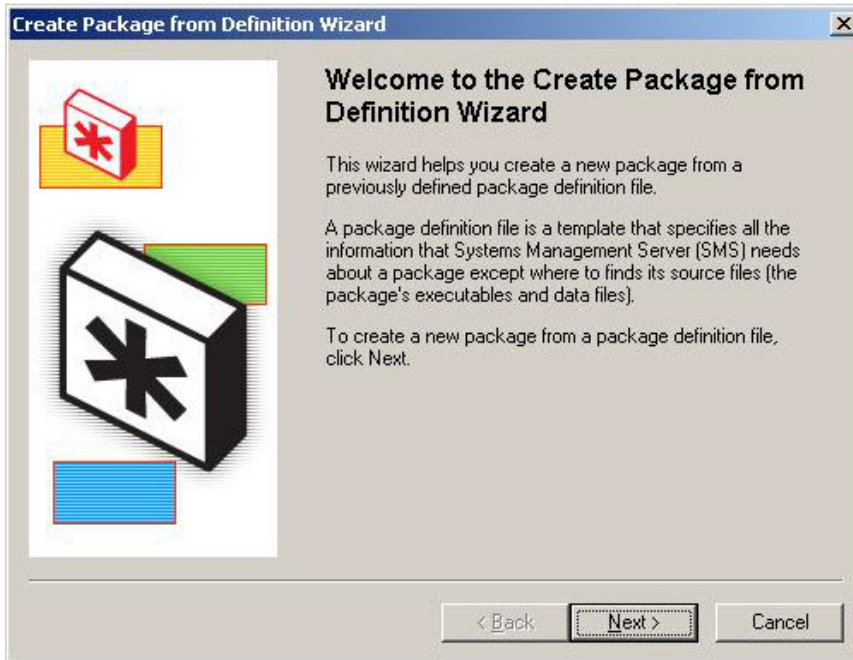 Create Package from Definition Wizard
Welcome to the Create Package from
Definition Wizard
This wizard helps you create a new package from a
previously defined package definition file.
A package definition file is a template that specifies all the
information that Systems Management Server (SMS) needs
about a package except where to finds its source files (the
package's executables and data files).
To create a new package from a package definition file,
click Next.
< Back
Next >
Cancel